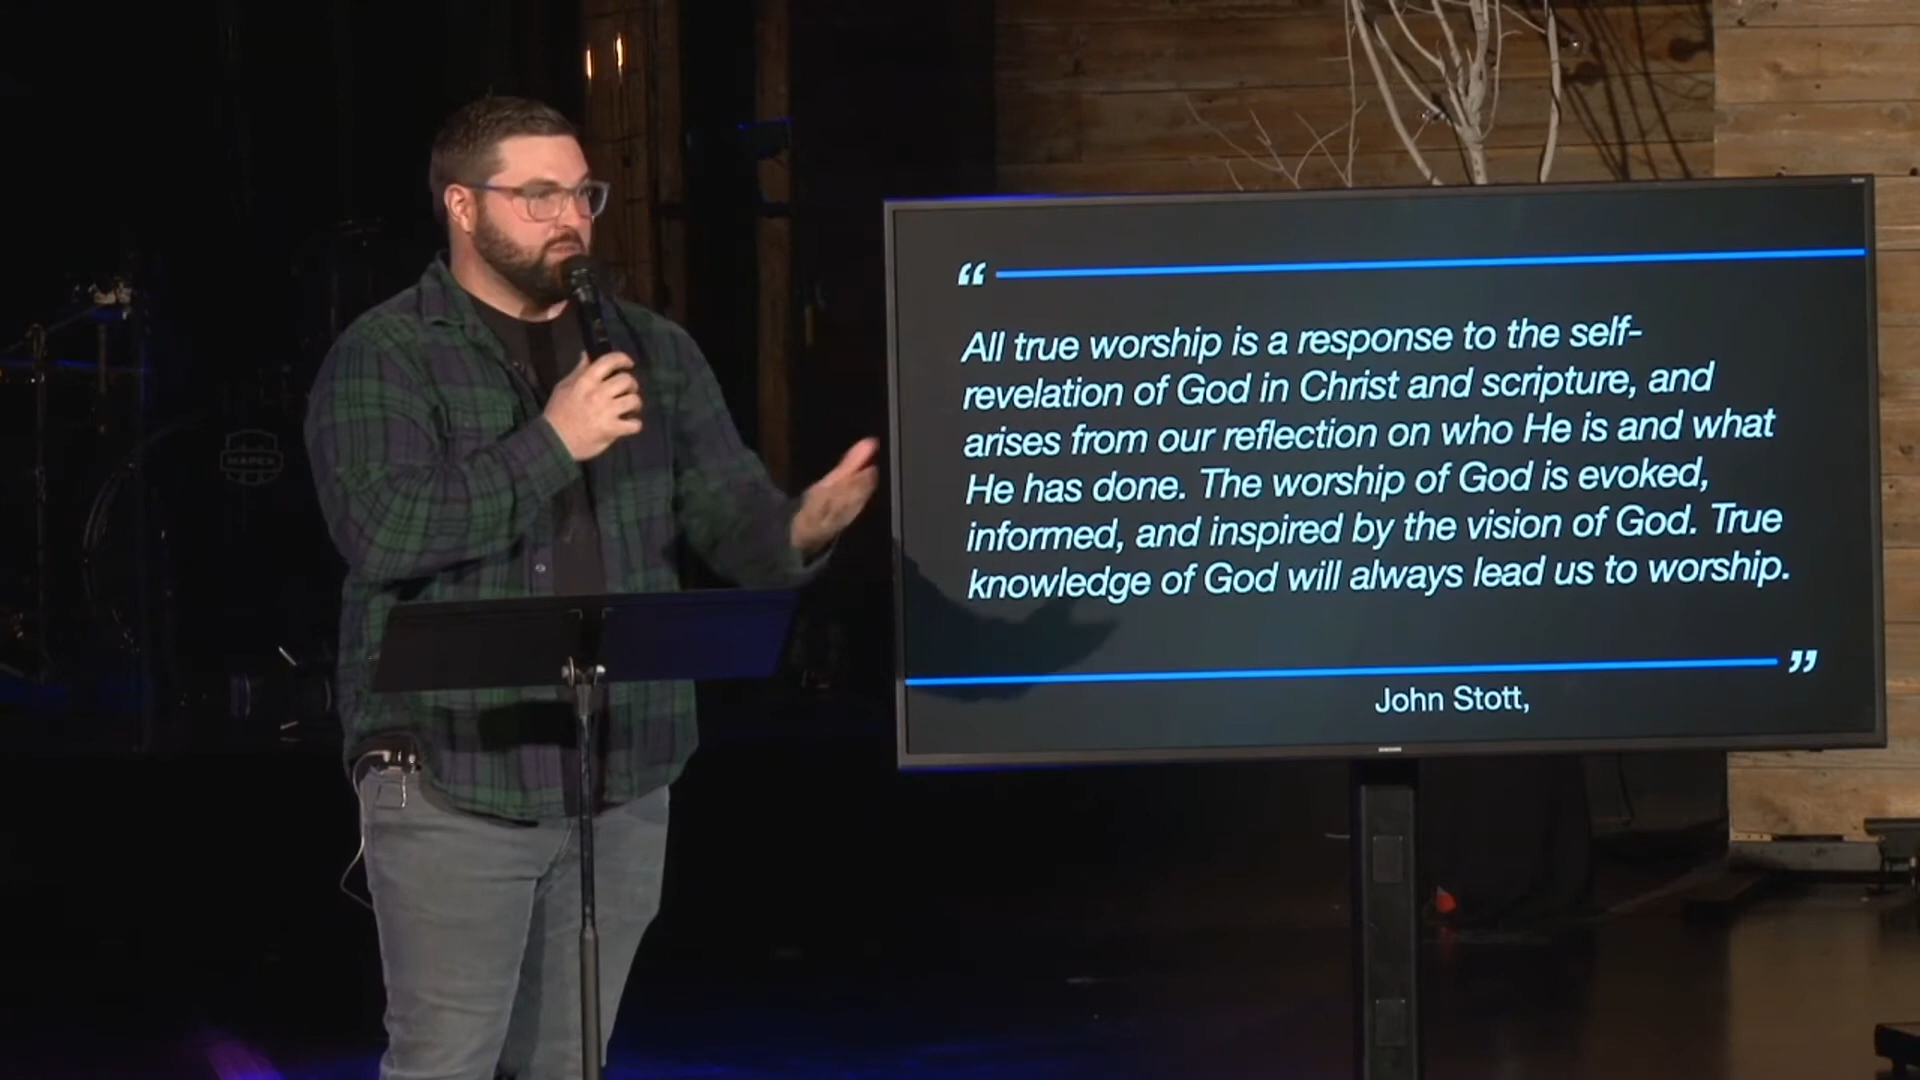 “
All true worship is a response to the self-
revelation of God in Christ and scripture, and
arises from our reflection on who He is and what
He has done. The worship of God is evoked,
informed, and inspired by the vision of God. True
knowledge of God will always lead us to worship.
”
John Stott,
MAPEX
SAMSUNG